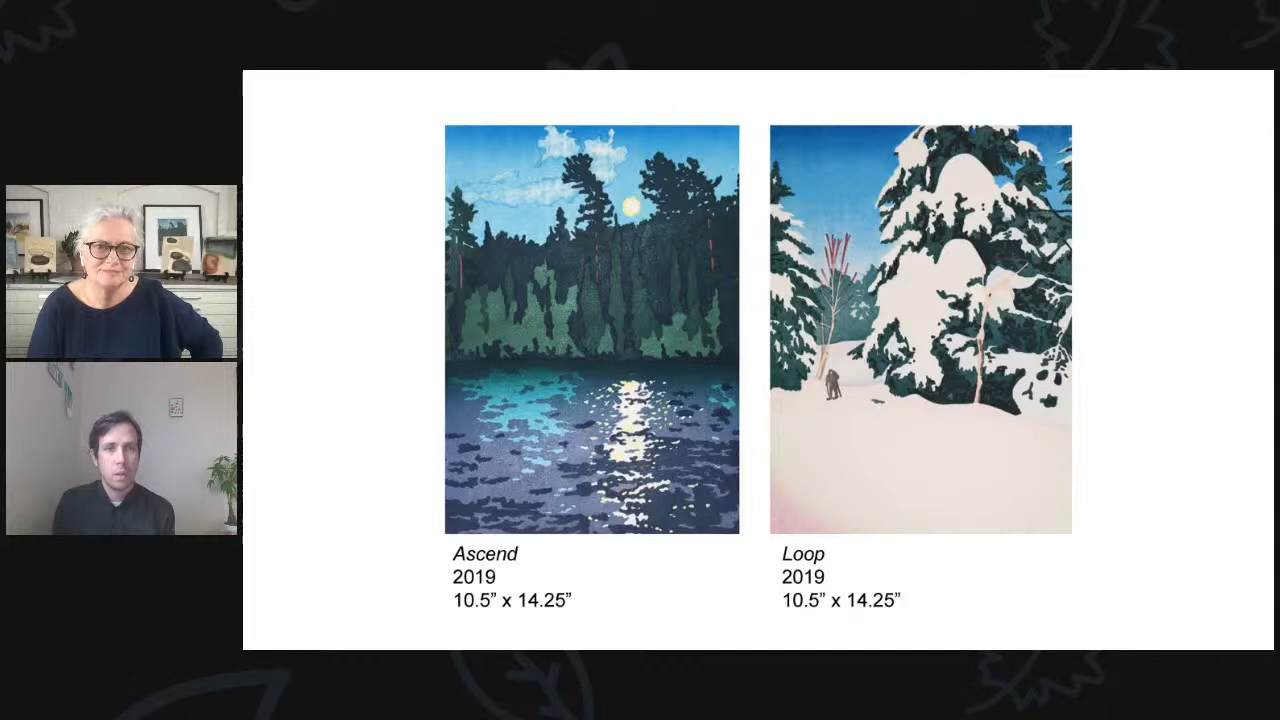 Ascend
2019
10.5” x 14.25”
Loop
2019
10.5” x 14.25”